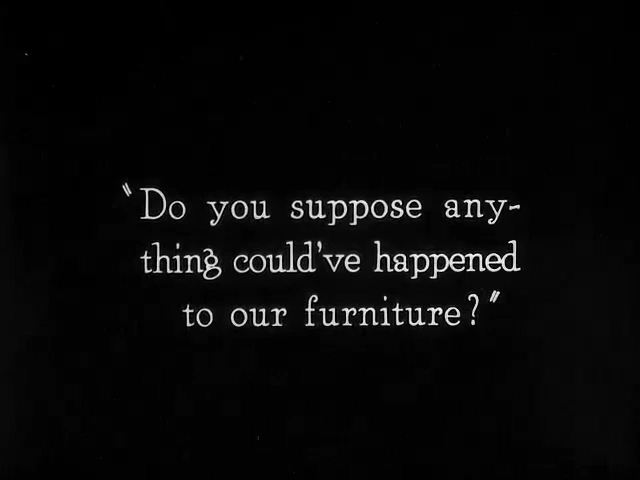 "Do you suppose any-
thing could've happened
to our furniture?"